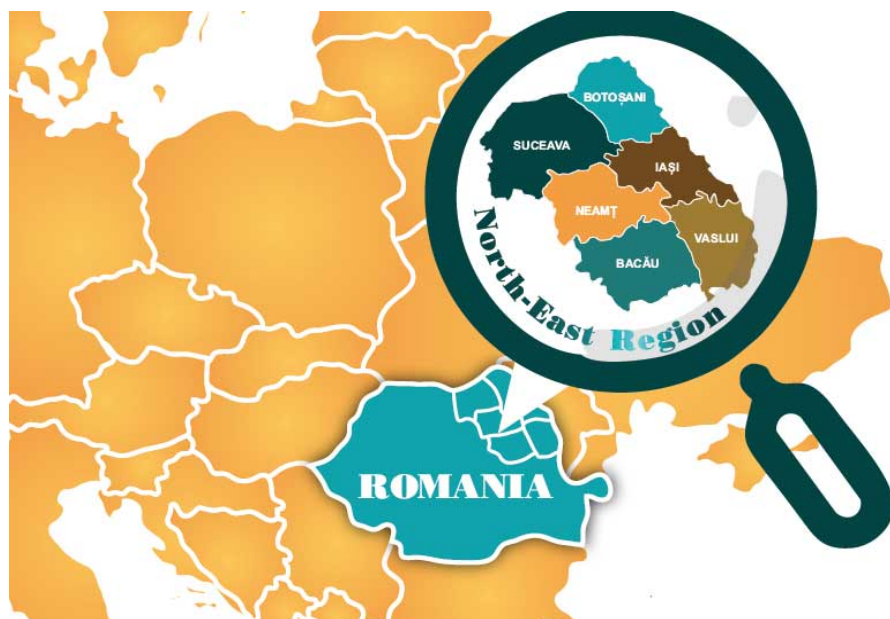 BOTOȘANI
SUCEAVA
IAȘI
NEAMȚ
VASLUI
BACĂU
North-East Region
ROMANIA